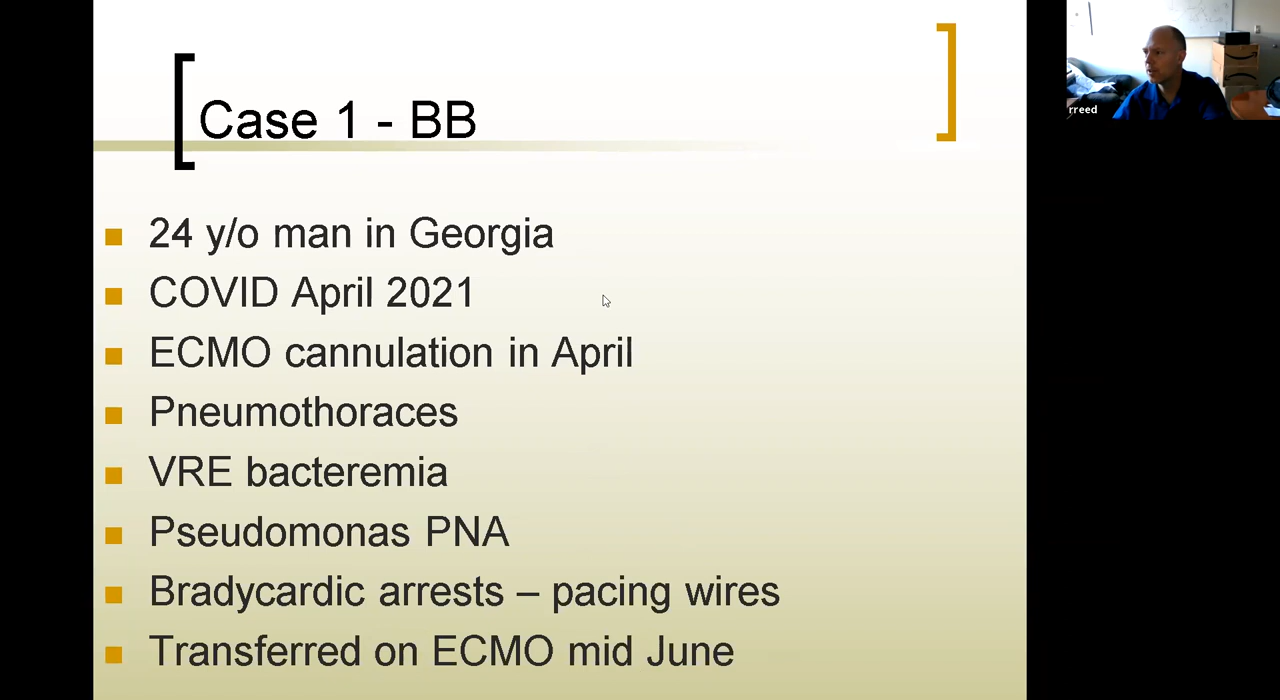 Case 1 - BB
24 y/o man in Georgia
COVID April 2021
ECMO cannulation in April
Pneumothoraces
VRE bacteremia
Pseudomonas PNA
Bradycardic arrests – pacing wires
Transferred on ECMO mid June
rreed